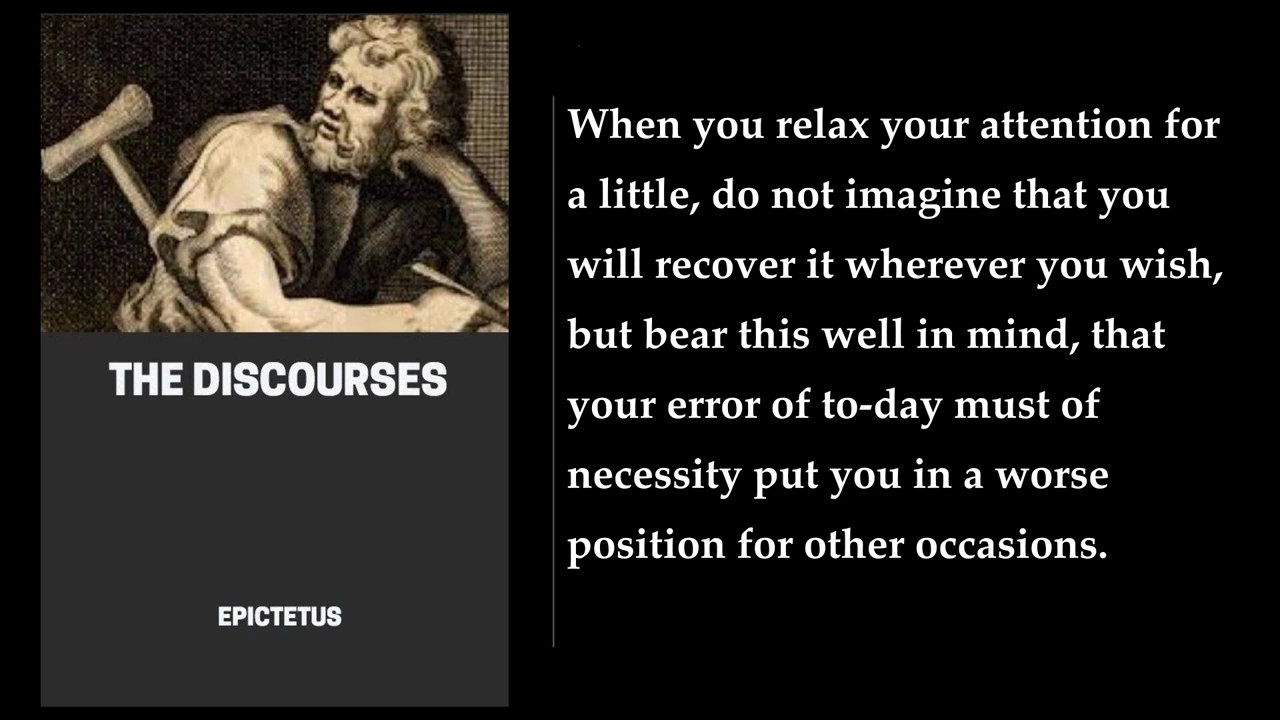 THE DISCOURSES
EPICTETUS
When you relax your attention for
a little, do not imagine that you
will recover it wherever you wish,
but bear this well in mind, that
your error of to-day must of
necessity put you in a worse
position for other occasions.